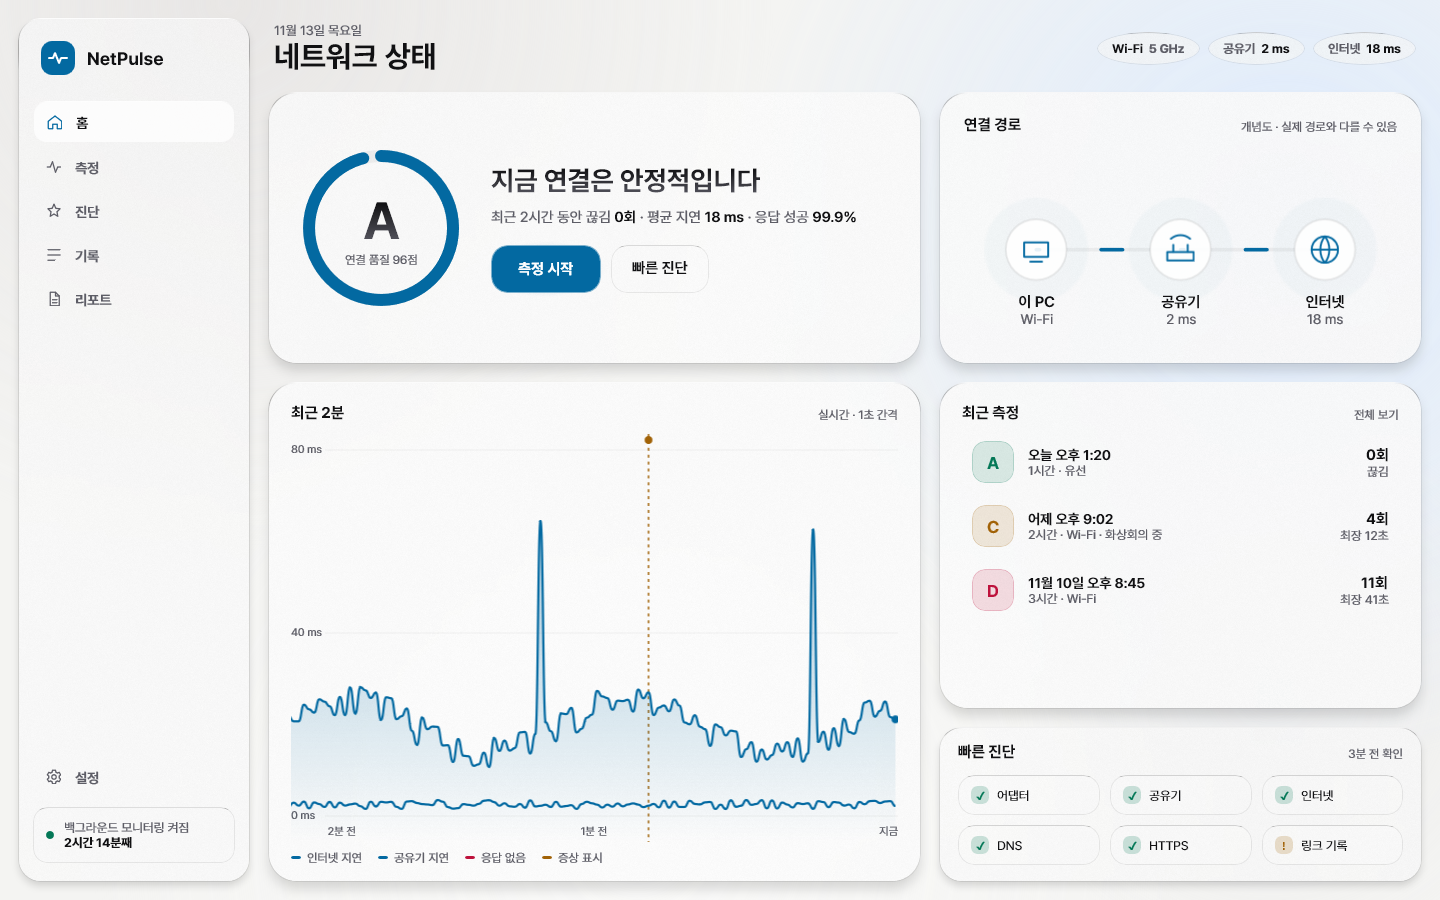 NetPulse
홈
측정
진단
기록
리포트
설정
백그라운드 모니터링 켜짐
2시간 14분째
11월 13일 목요일
네트워크 상태
Wi-Fi 5 GHz
공유기 2 ms
인터넷 18 ms
A
연결 품질 96점
지금 연결은 안정적입니다
최근 2시간 동안 끊김 0회 · 평균 지연 18 ms · 응답 성공 99.9%
측정 시작
빠른 진단
연결 경로
개념도 · 실제 경로와 다를 수 있음
이 PC
Wi-Fi
공유기
2 ms
인터넷
18 ms
최근 2분
실시간 · 1초 간격
80 ms
40 ms
0 ms
2분 전
1분 전
지금
인터넷 지연
공유기 지연
응답 없음
증상 표시
최근 측정
전체 보기
A
오늘 오후 1:20
1시간 · 유선
0회
끊김
C
어제 오후 9:02
2시간 · Wi-Fi · 화상회의 중
4회
최장 12초
D
11월 10일 오후 8:45
3시간 · Wi-Fi
11회
최장 41초
빠른 진단
3분 전 확인
어댑터
공유기
인터넷
DNS
HTTPS
! 링크 기록